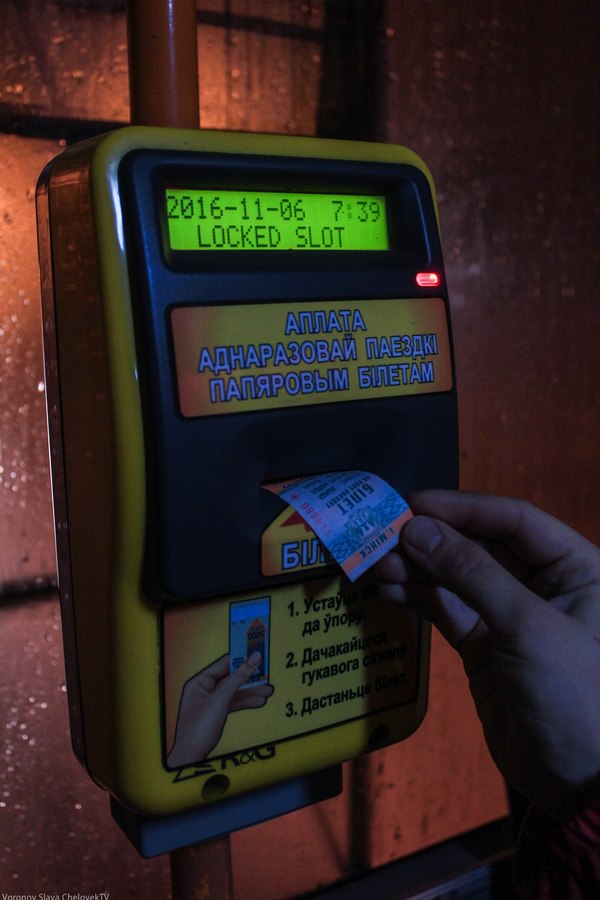 2016-11-06 7:39
LOCKED SLOT
АПЛАТА
АДНАРАЗОВАЙ ПАЕЗДКІ
ПАПЯРОВЫМ БІЛЕТАМ
БІЛЕТ
г. МІНСК
БІЛ
1. Устаўце
да ўпору.
2. Дачакайцеся
гукавога сігналу
3. Дастаньце білет.
R&G
Voronov Slava ChelovekTV